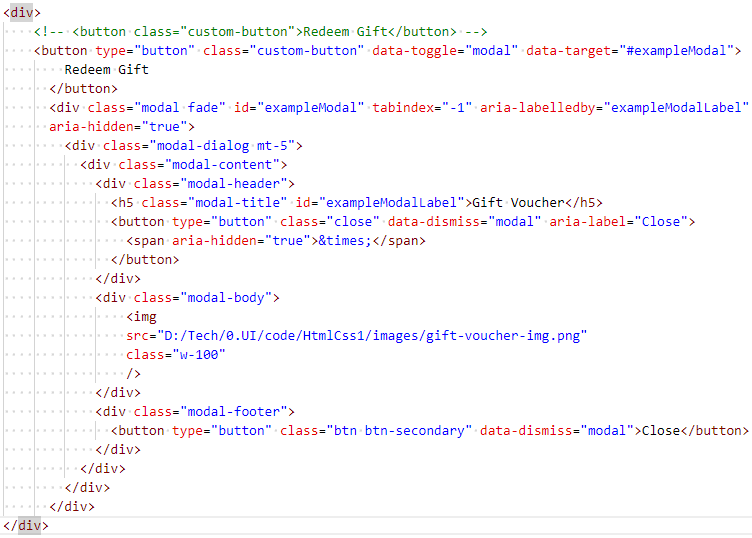 <div>
    <!-- <button class="custom-button">Redeem Gift</button> -->
    <button type="button" class="custom-button" data-toggle="modal" data-target="#exampleModal">
        Redeem Gift
      </button>
      <div class="modal fade" id="exampleModal" tabindex="-1" aria-labelledby="exampleModalLabel"
      aria-hidden="true">
        <div class="modal-dialog mt-5">
          <div class="modal-content">
            <div class="modal-header">
              <h5 class="modal-title" id="exampleModalLabel">Gift Voucher</h5>
              <button type="button" class="close" data-dismiss="modal" aria-label="Close">
                <span aria-hidden="true">&times;</span>
              </button>
            </div>
            <div class="modal-body">
                <img
                src="D:/Tech/0.UI/code/HtmlCss1/images/gift-voucher-img.png"
                class="w-100"
                />
            </div>
            <div class="modal-footer">
              <button type="button" class="btn btn-secondary" data-dismiss="modal">Close</button>
            </div>
          </div>
        </div>
      </div>
</div>